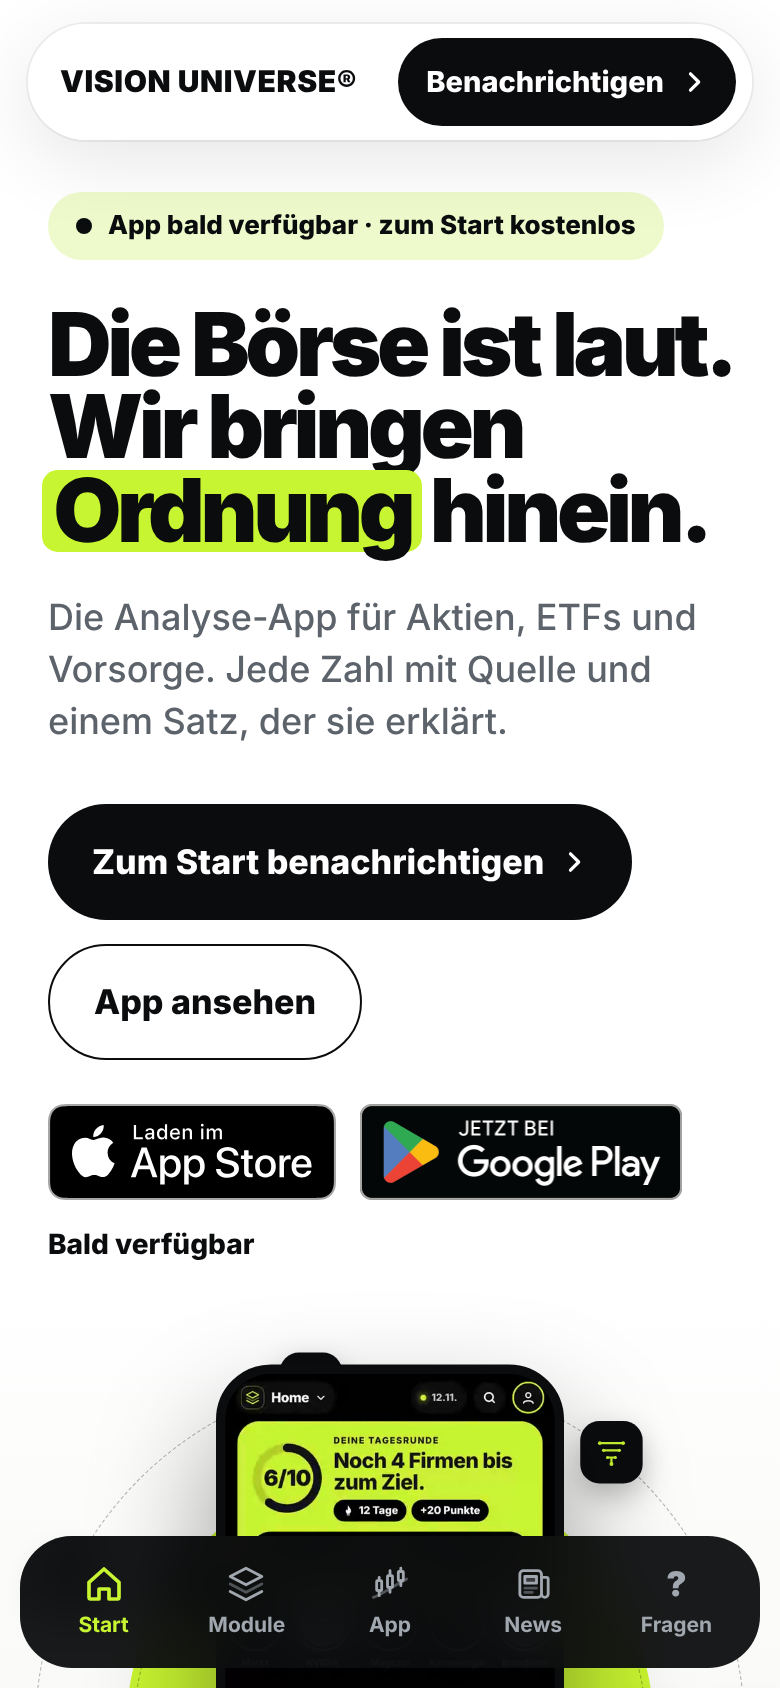 VISION UNIVERSE®
Benachrichtigen
App bald verfügbar · zum Start kostenlos
Die Börse ist laut.
Wir bringen
Ordnung hinein.
Die Analyse-App für Aktien, ETFs und
Vorsorge. Jede Zahl mit Quelle und
einem Satz, der sie erklärt.
Zum Start benachrichtigen
App ansehen
Laden im
App Store
JETZT BEI
Google Play
Bald verfügbar
Home
12.11.
DEINE TAGESRUNDE
6/10
Noch 4 Firmen bis
zum Ziel.
12 Tage
+20 Punkte
Start
Module
App
News
Fragen